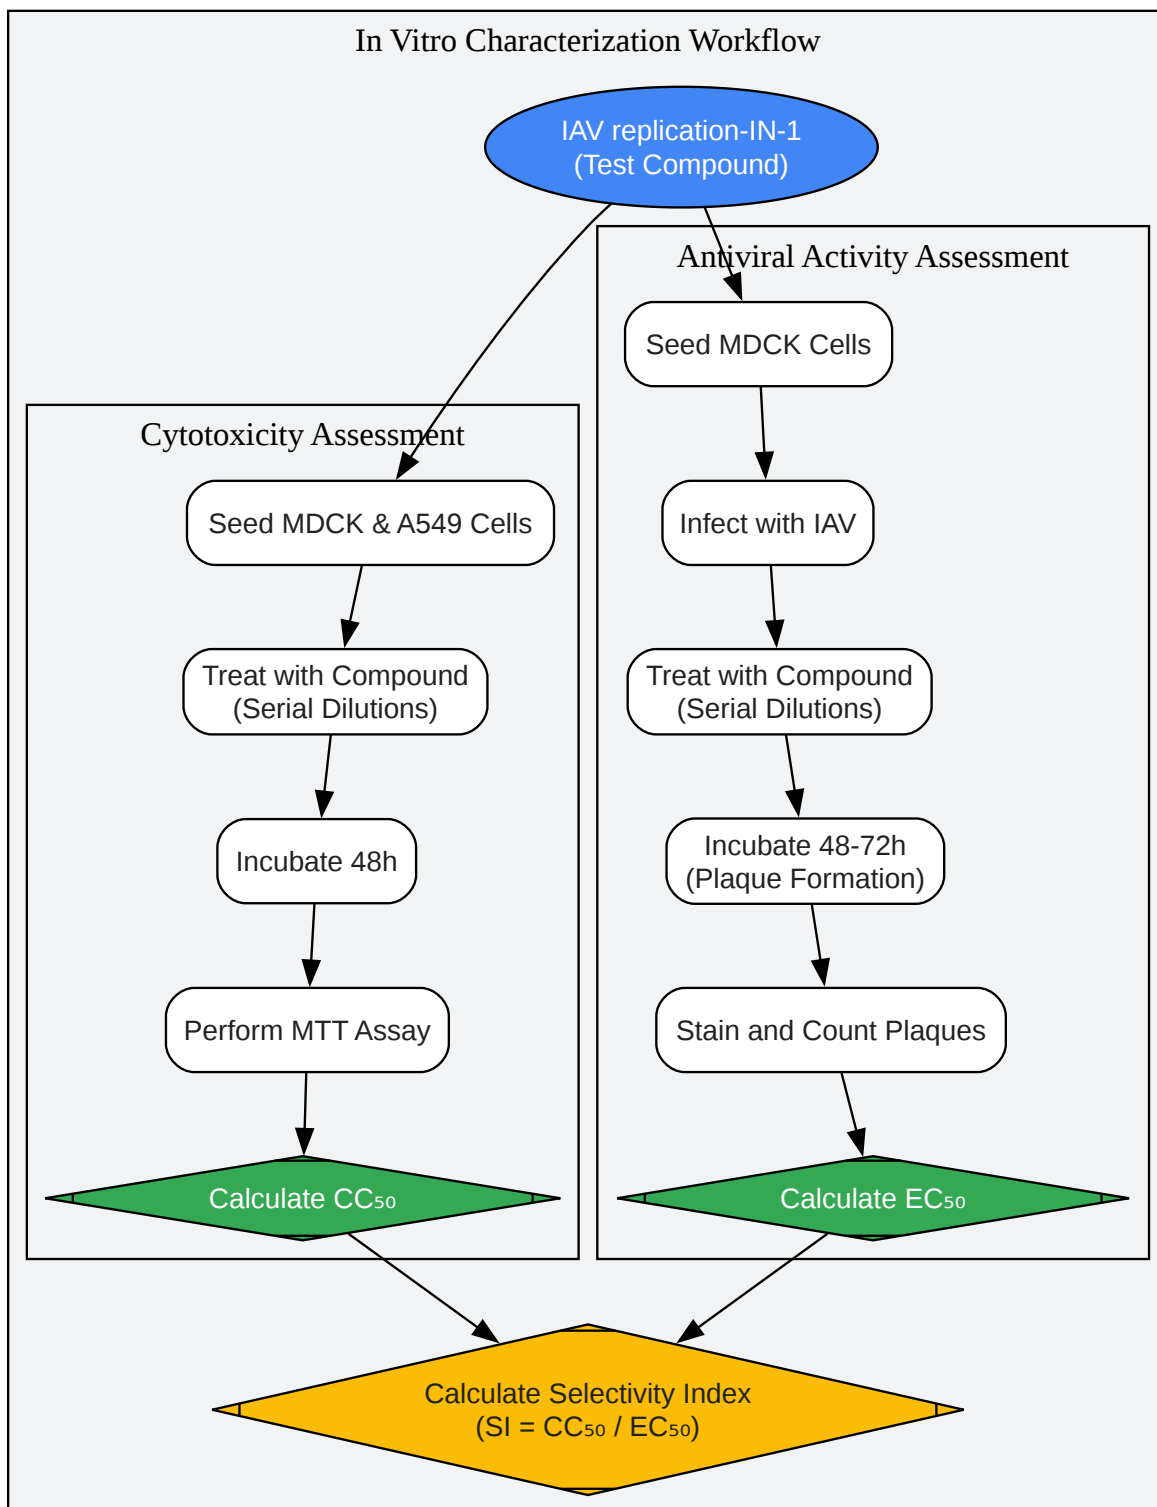 In Vitro Characterization Workflow
IAV replication-IN-1
(Test Compound)
Antiviral Activity Assessment
Seed MDCK Cells
Infect with IAV
Treat with Compound
(Serial Dilutions)
Incubate 48-72h
(Plaque Formation)
Stain and Count Plaques
Calculate EC₅₀
Cytotoxicity Assessment
Seed MDCK & A549 Cells
Treat with Compound
(Serial Dilutions)
Incubate 48h
Perform MTT Assay
Calculate CC₅₀
Calculate Selectivity Index
(SI = CC₅₀ / EC₅₀)